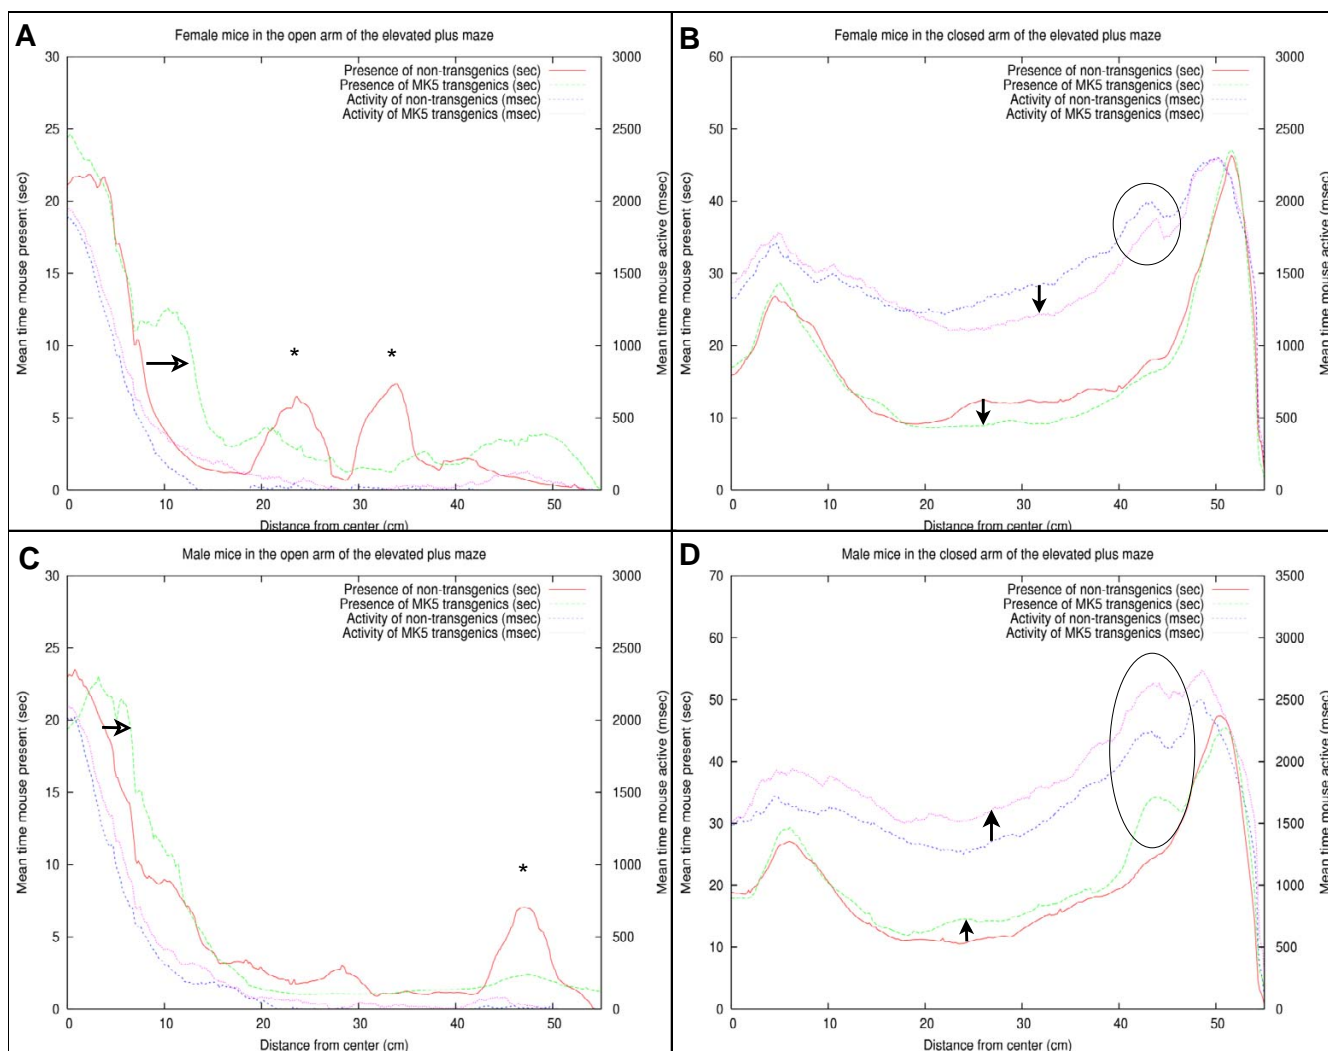 A
Female mice in the open arm of the elevated plus maze
30
25
20
15
10
5
0
3000
2500
2000
1500
1000
500
0
Mean time mouse present (sec)
Mean time mouse active (msec)
Presence of non-transgenics (sec)
Presence of MK5 transgenics (sec)
Activity of non-transgenics (msec)
Activity of MK5 transgenics (msec)
* *
0 10 20 30 40 50
Distance from center (cm)
B
Female mice in the closed arm of the elevated plus maze
60
50
40
30
20
10
0
3000
2500
2000
1500
1000
500
0
Mean time mouse present (sec)
Mean time mouse active (msec)
Presence of non-transgenics (sec)
Presence of MK5 transgenics (sec)
Activity of non-transgenics (msec)
Activity of MK5 transgenics (msec)
0 10 20 30 40 50
Distance from center (cm)
C
Male mice in the open arm of the elevated plus maze
30
25
20
15
10
5
0
3000
2500
2000
1500
1000
500
0
Mean time mouse present (sec)
Mean time mouse active (msec)
Presence of non-transgenics (sec)
Presence of MK5 transgenics (sec)
Activity of non-transgenics (msec)
Activity of MK5 transgenics (msec)
*
0 10 20 30 40 50
Distance from center (cm)
D
Male mice in the closed arm of the elevated plus maze
70
60
50
40
30
20
10
0
3500
3000
2500
2000
1500
1000
500
0
Mean time mouse present (sec)
Mean time mouse active (msec)
Presence of non-transgenics (sec)
Presence of MK5 transgenics (sec)
Activity of non-transgenics (msec)
Activity of MK5 transgenics (msec)
0 10 20 30 40 50
Distance from center (cm)